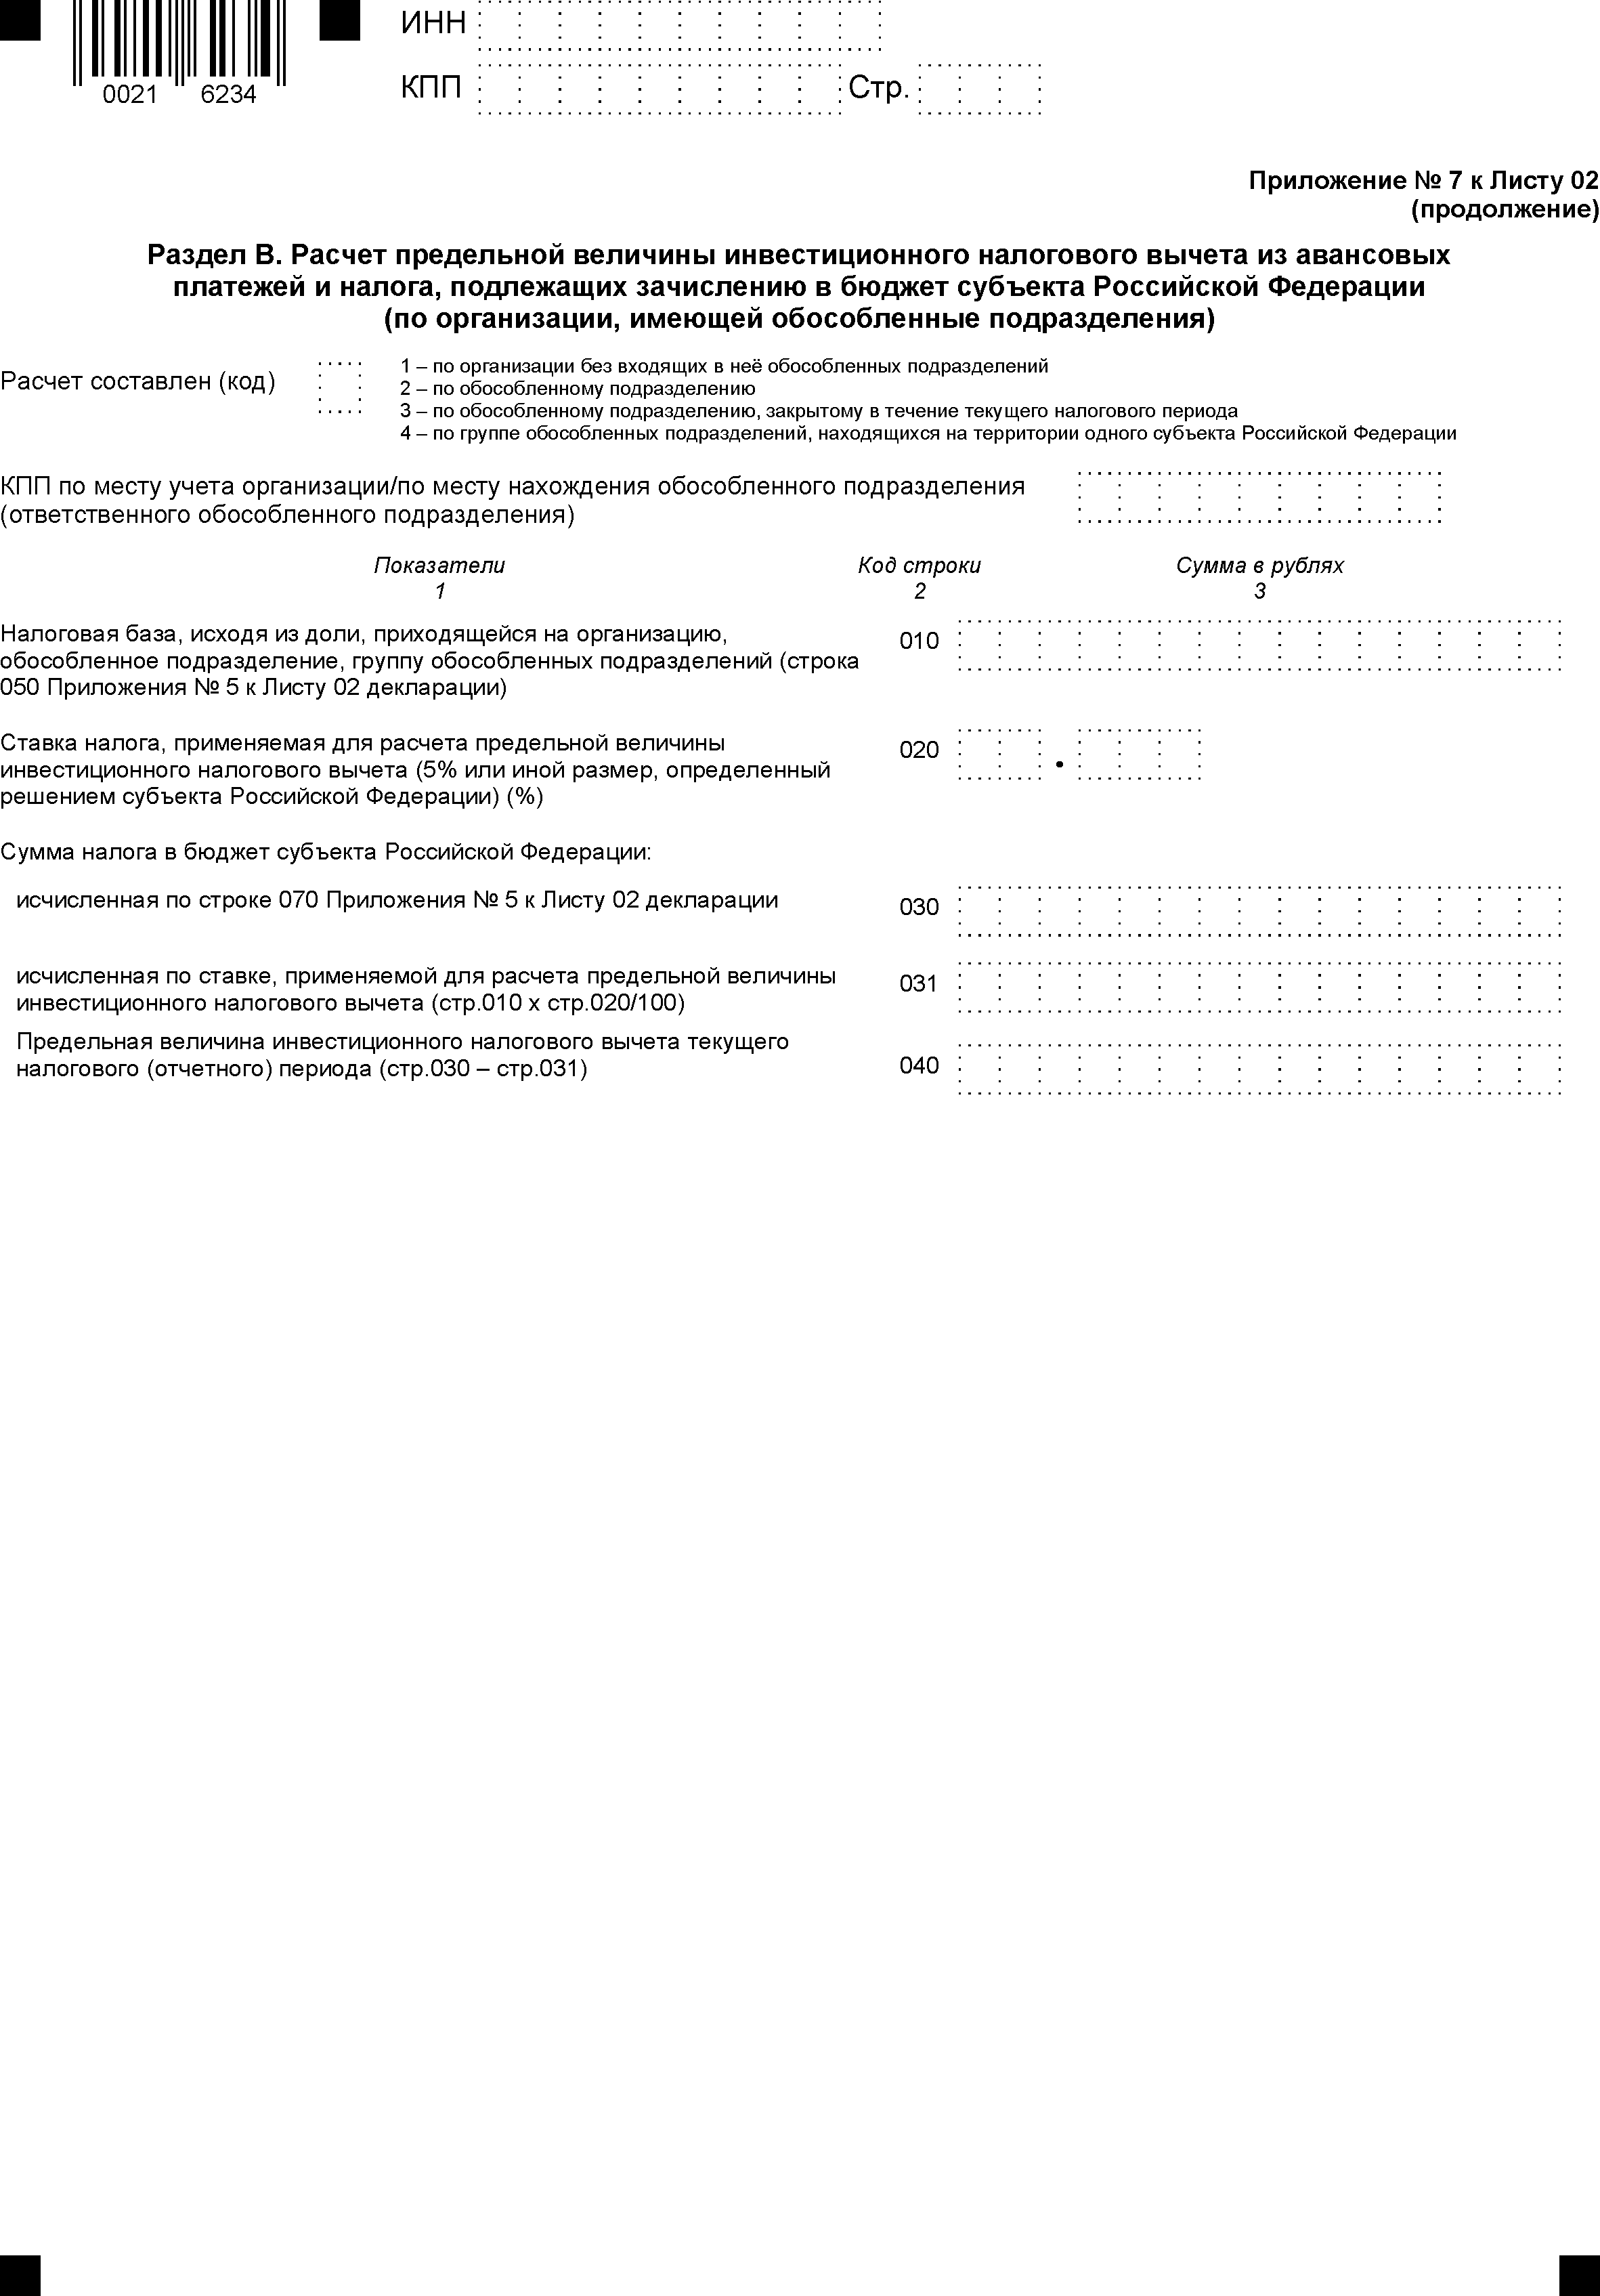 ИНН
0021 6234
КПП
Стр.
Приложение № 7 к Листу 02
(продолжение)
Раздел В. Расчет предельной величины инвестиционного налогового вычета из авансовых
платежей и налога, подлежащих зачислению в бюджет субъекта Российской Федерации
(по организации, имеющей обособленные подразделения)
Расчет составлен (код)
1 – по организации без входящих в неё обособленных подразделений
2 – по обособленному подразделению
3 – по обособленному подразделению, закрытому в течение текущего налогового периода
4 – по группе обособленных подразделений, находящихся на территории одного субъекта Российской Федерации
КПП по месту учета организации/по месту нахождения обособленного подразделения
(ответственного обособленного подразделения)
Показатели Код строки Сумма в рублях
1 2 3
Налоговая база, исходя из доли, приходящейся на организацию,
обособленное подразделение, группу обособленных подразделений (строка
050 Приложения № 5 к Листу 02 декларации)
010
Ставка налога, применяемая для расчета предельной величины
инвестиционного налогового вычета (5% или иной размер, определенный
решением субъекта Российской Федерации) (%)
020 .
Сумма налога в бюджет субъекта Российской Федерации:
исчисленная по строке 070 Приложения № 5 к Листу 02 декларации 030
исчисленная по ставке, применяемой для расчета предельной величины
инвестиционного налогового вычета (стр.010 х стр.020/100)
031
Предельная величина инвестиционного налогового вычета текущего
налогового (отчетного) периода (стр.030 – стр.031)
040